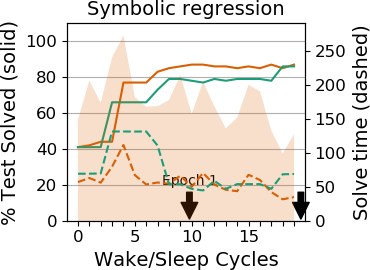 Symbolic regression
% Test Solved (solid)
100
80
60
40
20
0
Epoch 1
250
200
150
100
50
0
Solve time (dashed)
0 5 10 15
Wake/Sleep Cycles